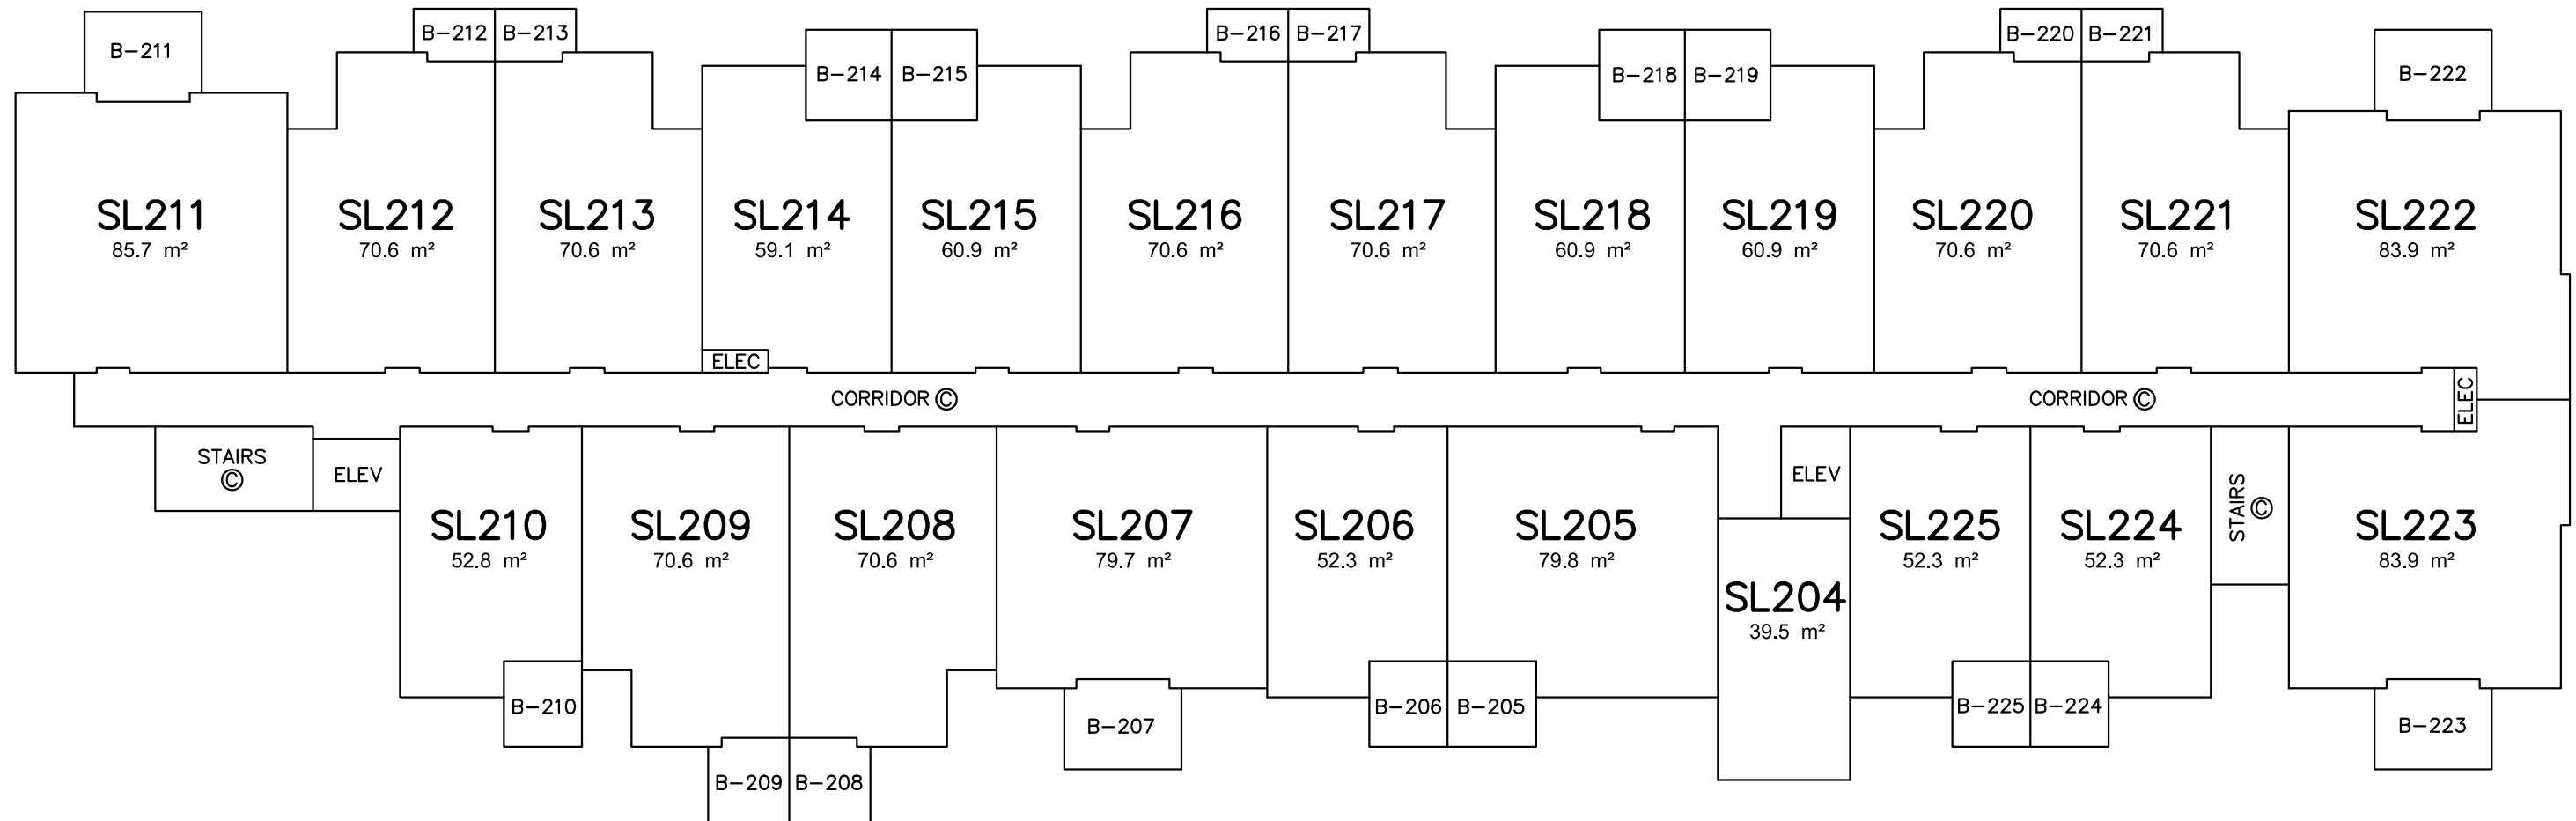 B-211
B-212
B-213
B-214
B-215
B-216
B-217
B-218
B-219
B-220
B-221
B-222
SL211
85.7 m²
SL212
70.6 m²
SL213
70.6 m²
SL214
59.1 m²
SL215
60.9 m²
SL216
70.6 m²
SL217
70.6 m²
SL218
60.9 m²
SL219
60.9 m²
SL220
70.6 m²
SL221
70.6 m²
SL222
83.9 m²
ELEC
CORRIDOR ©
CORRIDOR ©
ELEC
STAIRS
©
ELEV
SL210
52.8 m²
SL209
70.6 m²
SL208
70.6 m²
SL207
79.7 m²
SL206
52.3 m²
SL205
79.8 m²
ELEV
SL204
39.5 m²
SL225
52.3 m²
SL224
52.3 m²
STAIRS
©
SL223
83.9 m²
B-210
B-209
B-208
B-207
B-206
B-205
B-225
B-224
B-223